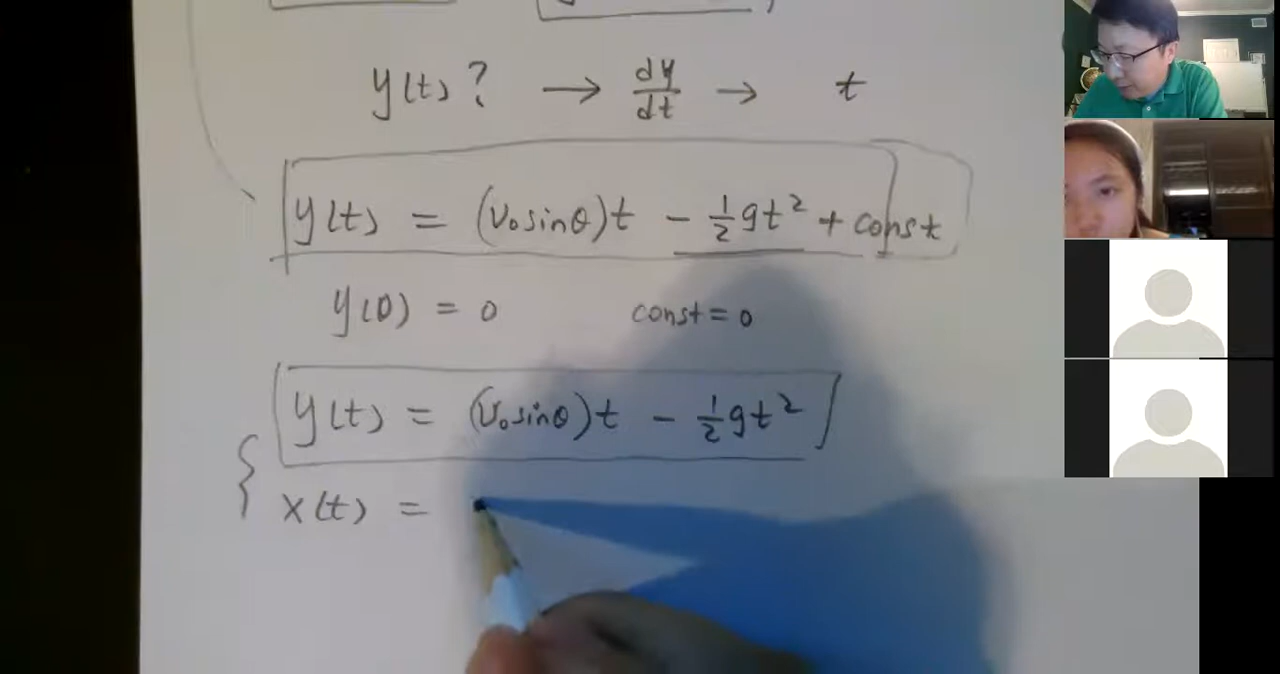 y(t)? → dy/dt → t
y(t) = (v₀sinθ)t - ½gt² + const
y(0) = 0 const = 0
y(t) = (v₀sinθ)t - ½gt²
x(t) =